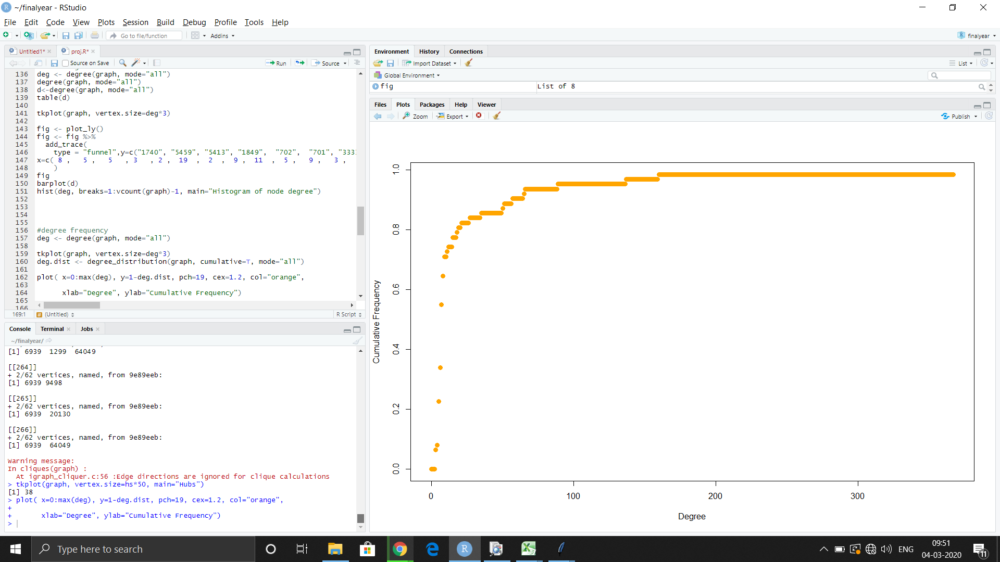 ~/finalyear - RStudio
File Edit Code View Plots Session Build Debug Profile Tools Help
Go to file/function Addins finalyear
Untitled1* proj.R*
Source on Save Run Source
136 deg <- degree(graph, mode="all")
137 degree(graph, mode="all")
138 d<-degree(graph, mode="all")
139 table(d)
140
141 tkplot(graph, vertex.size=deg*3)
142
143 fig <- plot_ly()
144 fig <- fig %>%
145 add_trace(
146 type = "funnel",y=c("1740", "5459", "5413", "1849", "702", "701", "333
147 x=c( 8 , 5 , 5 , 3 , 2 , 19 , 2 , 9 , 11 , 5 , 9 , 3 ,
148 )
149 fig
150 barplot(d)
151 hist(deg, breaks=1:vcount(graph)-1, main="Histogram of node degree")
152
153
154
155
156 #degree frequency
157 deg <- degree(graph, mode="all")
158
159 tkplot(graph, vertex.size=deg*3)
160 deg.dist <- degree_distribution(graph, cumulative=T, mode="all")
161
162 plot( x=0:max(deg), y=1-deg.dist, pch=19, cex=1.2, col="orange",
163
164 xlab="Degree", ylab="Cumulative Frequency")
165
166
169:1 # (Untitled) R Script
Console Terminal Jobs
~/finalyear/
[1] 6939 1299 64049
[[264]]
+ 2/62 vertices, named, from 9e89eeb:
[1] 6939 9498
[[265]]
+ 2/62 vertices, named, from 9e89eeb:
[1] 6939 20130
[[266]]
+ 2/62 vertices, named, from 9e89eeb:
[1] 6939 64049
Warning message:
In cliques(graph) :
At igraph_cliquer.c:56 :Edge directions are ignored for clique calculations
> tkplot(graph, vertex.size=hs*50, main="Hubs")
[1] 38
> plot( x=0:max(deg), y=1-deg.dist, pch=19, cex=1.2, col="orange",
+
+ xlab="Degree", ylab="Cumulative Frequency")
>
Environment History Connections
Import Dataset List
Global Environment
fig List of 8
Files Plots Packages Help Viewer
Zoom Export Publish
1.0
0.8
0.6
0.4
0.2
0.0
Cumulative Frequency
0 100 200 300
Degree
Type here to search
R
ENG
09:51
04-03-2020
11